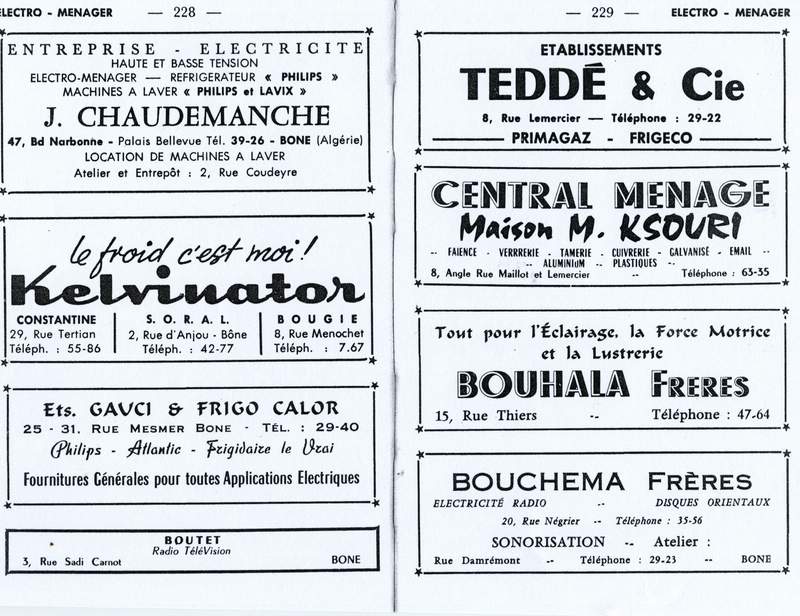 ELECTRO - MENAGER — 228 —
ENTREPRISE - ELECTRICITE
HAUTE ET BASSE TENSION
ELECTRO-MENAGER — REFRIGERATEUR « PHILIPS »
MACHINES A LAVER « PHILIPS et LAVIX »
J. CHAUDEMANCHE
47, Bd Narbonne - Palais Bellevue Tél. 39-26 - BONE (Algérie)
LOCATION DE MACHINES A LAVER
Atelier et Entrepôt : 2, Rue Coudeyre
le froid c'est moi !
Kelvinator
CONSTANTINE
29, Rue Tertian
Téléph. : 55-86
S. O. R. A. L.
2, Rue d'Anjou - Bône
Téléph. : 42-77
BOUGIE
8, Rue Menochet
Téléph. : 7.67
Ets. GAUCI & FRIGO CALOR
25 - 31. RUE MESMER BONE - TÉL. : 29-40
Philips - Atlantic - Frigidaire le Vrai
Fournitures Générales pour toutes Applications Electriques
BOUTET
Radio TéléVision
3, Rue Sadi Carnot BONE
— 229 — ELECTRO - MENAGER
ETABLISSEMENTS
TEDDÉ & Cie
8, Rue Lemercier — Téléphone : 29-22
PRIMAGAZ - FRIGECO
CENTRAL MENAGE
Maison M. KSOURI
-- FAIENCE - VERRRERIE - TAMERIE - CUIVRERIE - GALVANISÉ - EMAIL --
-- ALUMINIUM -- PLASTIQUES --
8, Angle Rue Maillot et Lemercier -- Téléphone : 63-35
Tout pour l'Éclairage, la Force Motrice
et la Lustrerie
BOUHALA FRERES
15, Rue Thiers -- Téléphone : 47-64
BOUCHEMA FRÈRES
ELECTRICITÉ RADIO -- DISQUES ORIENTAUX
20, Rue Négrier -- Téléphone : 35-56
SONORISATION -- Atelier :
Rue Damrémont -- Téléphone : 29-23 -- BONE